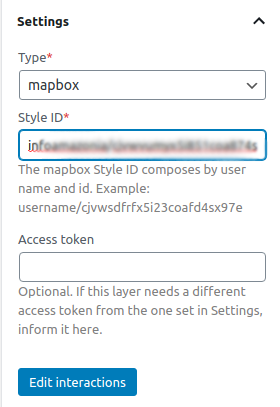 Settings
Type*
mapbox
Style ID*
The mapbox Style ID composes by user
name and id. Example:
username/cjvwsdfrfx5i23coafd4sx97e
Access token
Optional. If this layer needs a different
access token from the one set in Settings,
inform it here.
Edit interactions